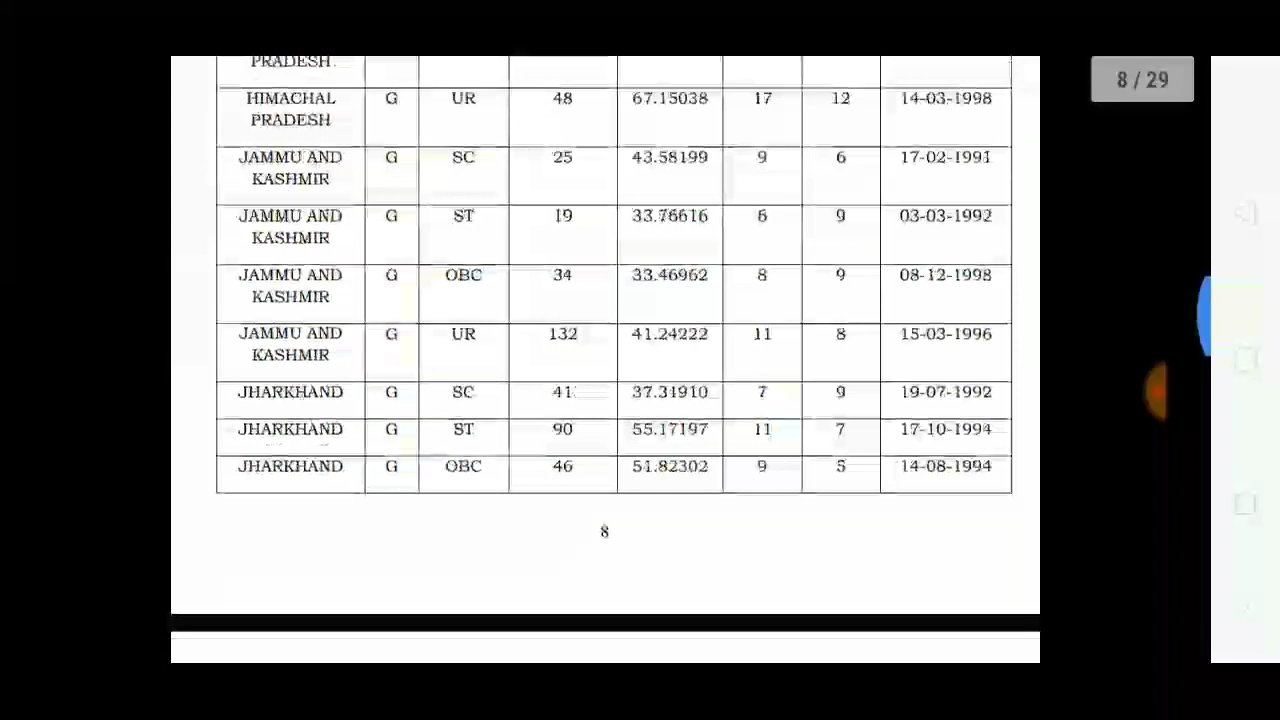 PRADESH
HIMACHAL PRADESH G UR 48 67.15038 17 12 14-03-1998
JAMMU AND KASHMIR G SC 25 43.58199 9 6 17-02-1991
JAMMU AND KASHMIR G ST 19 33.76616 6 9 03-03-1992
JAMMU AND KASHMIR G OBC 34 33.46962 8 9 08-12-1998
JAMMU AND KASHMIR G UR 132 41.24222 11 8 15-03-1996
JHARKHAND G SC 41 37.31910 7 9 19-07-1992
JHARKHAND G ST 90 55.17197 11 7 17-10-1994
JHARKHAND G OBC 46 51.82302 9 5 14-08-1994
8
8 / 29